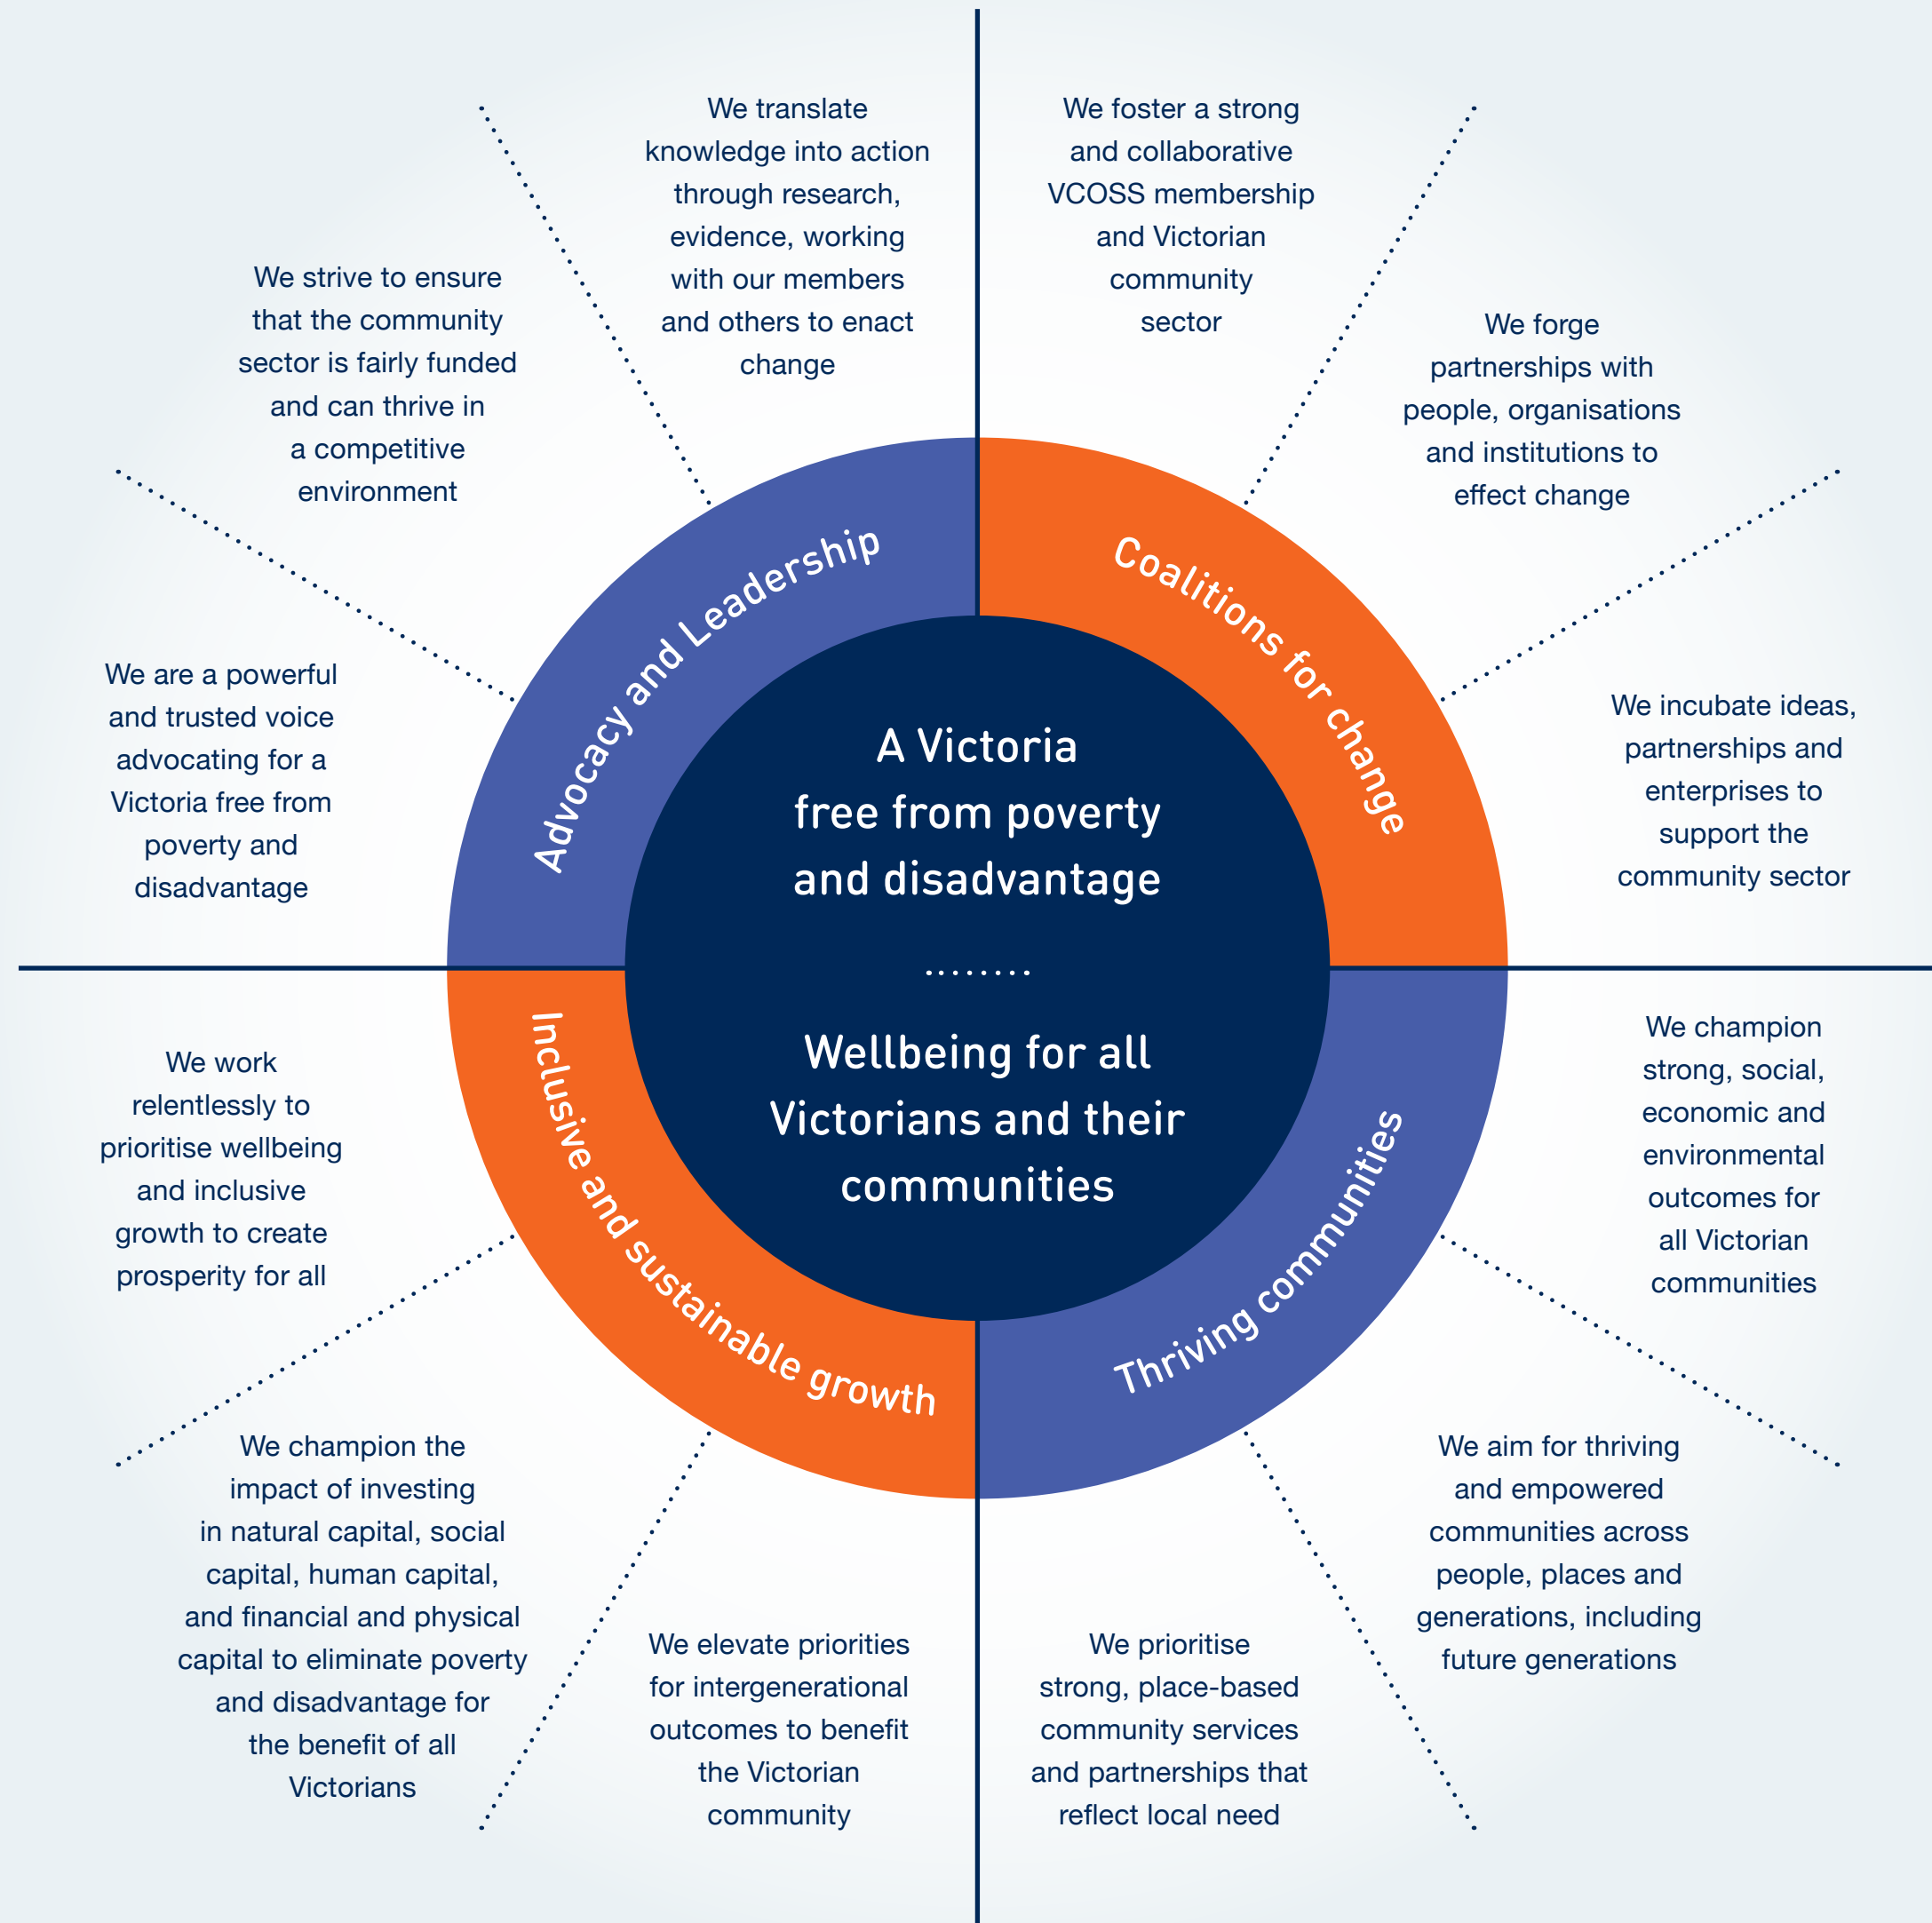 We translate
knowledge into action
through research,
evidence, working
with our members
and others to enact
change
We foster a strong
and collaborative
VCOSS membership
and Victorian
community
sector
We strive to ensure
that the community
sector is fairly funded
and can thrive in
a competitive
environment
We forge
partnerships with
people, organisations
and institutions to
effect change
We are a powerful
and trusted voice
advocating for a
Victoria free from
poverty and
disadvantage
We incubate ideas,
partnerships and
enterprises to
support the
community sector
Advocacy and Leadership
Coalitions for change
A Victoria
free from poverty
and disadvantage
........
Wellbeing for all
Victorians and their
communities
Inclusive and sustainable growth
Thriving communities
We work
relentlessly to
prioritise wellbeing
and inclusive
growth to create
prosperity for all
We champion
strong, social,
economic and
environmental
outcomes for
all Victorian
communities
We champion the
impact of investing
in natural capital, social
capital, human capital,
and financial and physical
capital to eliminate poverty
and disadvantage for
the benefit of all
Victorians
We elevate priorities
for intergenerational
outcomes to benefit
the Victorian
community
We prioritise
strong, place-based
community services
and partnerships that
reflect local need
We aim for thriving
and empowered
communities across
people, places and
generations, including
future generations